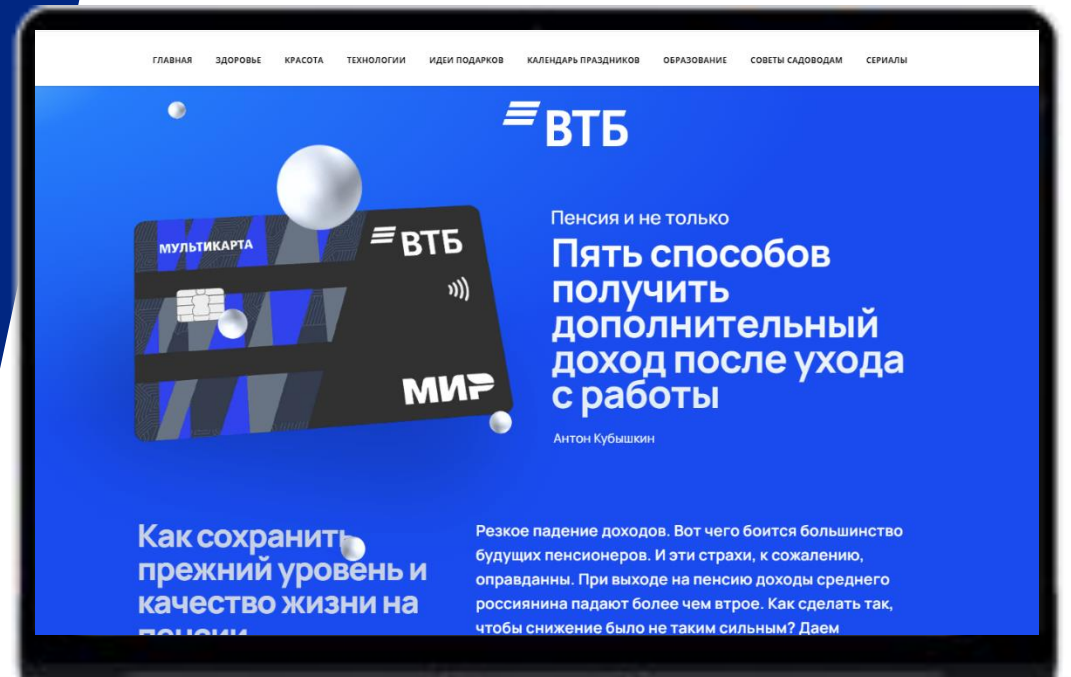 ГЛАВНАЯ ЗДОРОВЬЕ КРАСОТА ТЕХНОЛОГИИ ИДЕИ ПОДАРКОВ КАЛЕНДАРЬ ПРАЗДНИКОВ ОБРАЗОВАНИЕ СОВЕТЫ САДОВОДАМ СЕРИАЛЫ
ВТБ
МУЛЬТИКАРТА
ВТБ
МИР
Пенсия и не только
Пять способов
получить
дополнительный
доход после ухода
с работы
Антон Кубышкин
Как сохранить
прежний уровень и
качество жизни на
пенсии
Резкое падение доходов. Вот чего боится большинство
будущих пенсионеров. И эти страхи, к сожалению,
оправданны. При выходе на пенсию доходы среднего
россиянина падают более чем втрое. Как сделать так,
чтобы снижение было не таким сильным? Даем